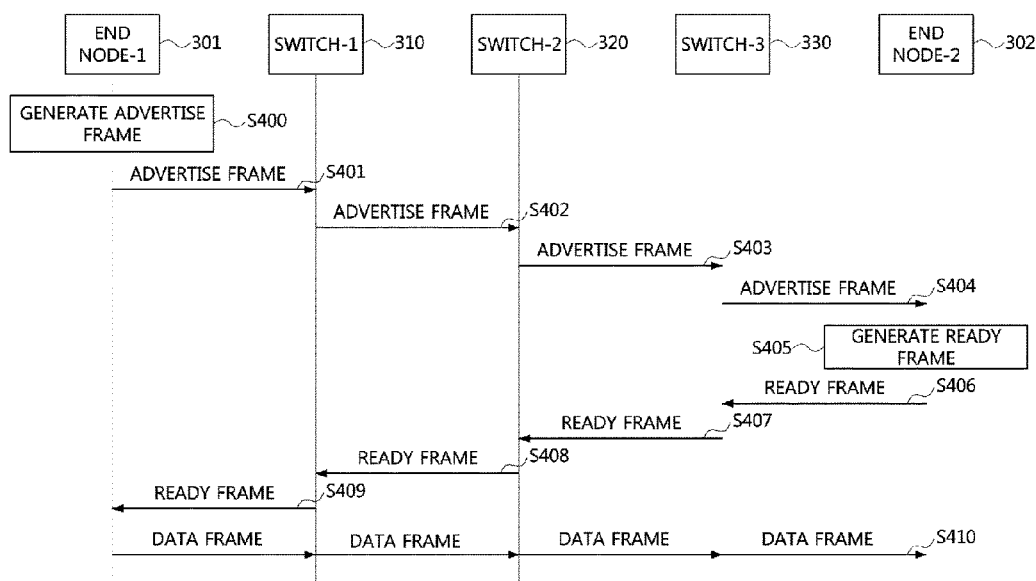 END
NODE-1
301
SWITCH-1
310
SWITCH-2
320
SWITCH-3
330
END
NODE-2
302
GENERATE ADVERTISE
FRAME
S400
ADVERTISE FRAME
S401
ADVERTISE FRAME
S402
ADVERTISE FRAME
S403
ADVERTISE FRAME
S404
S405
GENERATE READY
FRAME
READY FRAME
S406
READY FRAME
S407
READY FRAME
S408
READY FRAME
S409
DATA FRAME
DATA FRAME
DATA FRAME
DATA FRAME
S410